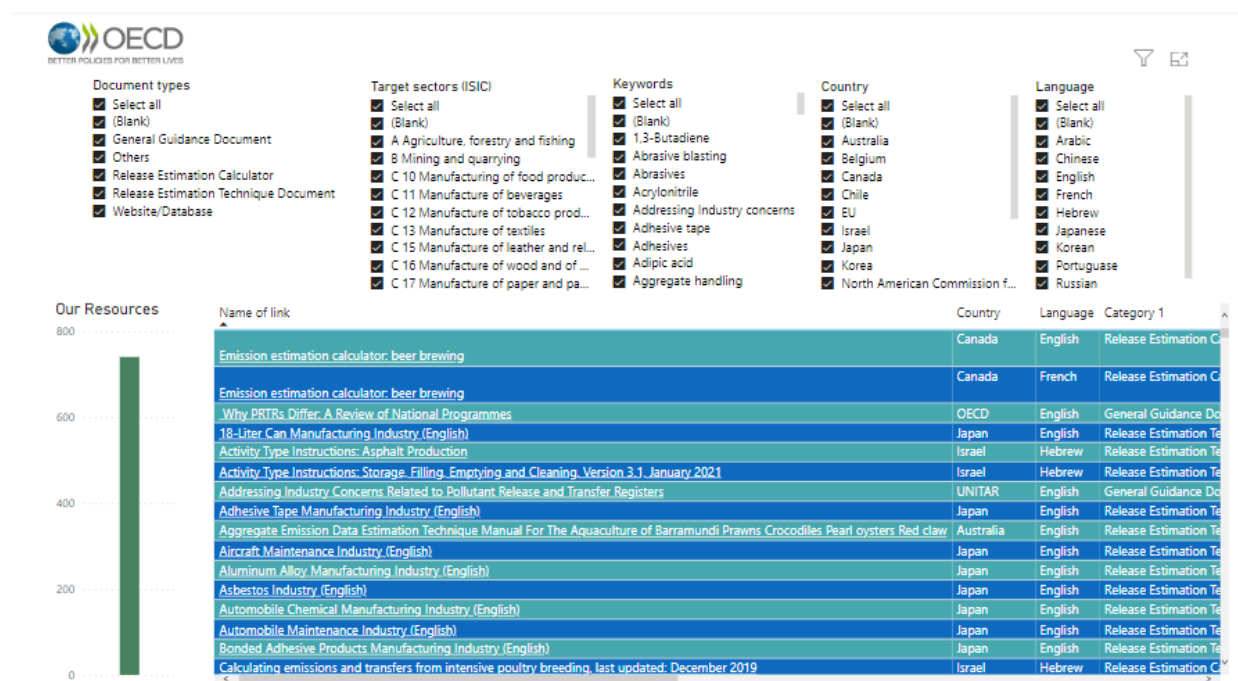 OECD
BETTER POLICIES FOR BETTER LIVES
Document types
Select all
(Blank)
General Guidance Document
Others
Release Estimation Calculator
Release Estimation Technique Document
Website/Database
Target sectors (ISIC)
Select all
(Blank)
A Agriculture, forestry and fishing
B Mining and quarrying
C 10 Manufacturing of food produc...
C 11 Manufacture of beverages
C 12 Manufacture of tobacco prod...
C 13 Manufacture of textiles
C 15 Manufacture of leather and rel...
C 16 Manufacture of wood and of ...
C 17 Manufacture of paper and pa...
Keywords
Select all
(Blank)
1,3-Butadiene
Abrasive blasting
Abrasives
Acrylonitrile
Addressing Industry concerns
Adhesive tape
Adhesives
Adipic acid
Aggregate handling
Country
Select all
(Blank)
Australia
Belgium
Canada
Chile
EU
Israel
Japan
Korea
North American Commission f...
Language
Select all
(Blank)
Arabic
Chinese
English
French
Hebrew
Japanese
Korean
Portuguase
Russian
Our Resources
800
600
400
200
0
Name of link Country Language Category 1
Emission estimation calculator: beer brewing Canada English Release Estimation Ca
Emission estimation calculator: beer brewing Canada French Release Estimation Ca
Why PRTRs Differ: A Review of National Programmes OECD English General Guidance Do
18-Liter Can Manufacturing Industry (English) Japan English Release Estimation Te
Activity Type Instructions: Asphalt Production Israel Hebrew Release Estimation Te
Activity Type Instructions: Storage, Filling, Emptying and Cleaning. Version 3.1, January 2021 Israel Hebrew Release Estimation Te
Addressing Industry Concerns Related to Pollutant Release and Transfer Registers UNITAR English General Guidance Do
Adhesive Tape Manufacturing Industry (English) Japan English Release Estimation Te
Aggregate Emission Data Estimation Technique Manual For The Aquaculture of Barramundi Prawns Crocodiles Pearl oysters Red claw Australia English Release Estimation Te
Aircraft Maintenance Industry (English) Japan English Release Estimation Te
Aluminum Alloy Manufacturing Industry (English) Japan English Release Estimation Te
Asbestos Industry (English) Japan English Release Estimation Te
Automobile Chemical Manufacturing Industry (English) Japan English Release Estimation Te
Automobile Maintenance Industry (English) Japan English Release Estimation Te
Bonded Adhesive Products Manufacturing Industry (English) Japan English Release Estimation Te
Calculating emissions and transfers from intensive poultry breeding, last updated: December 2019 Israel Hebrew Release Estimation C